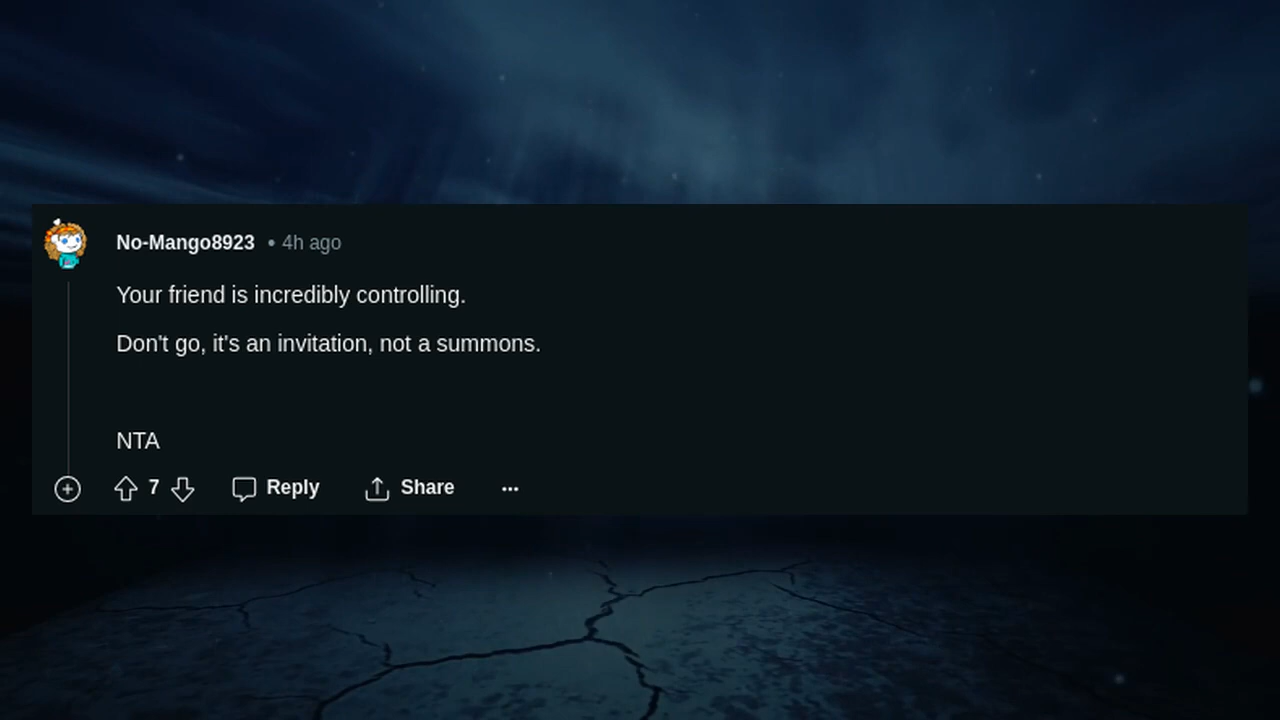 No-Mango8923 • 4h ago
Your friend is incredibly controlling.
Don't go, it's an invitation, not a summons.
NTA
7 Reply Share ...